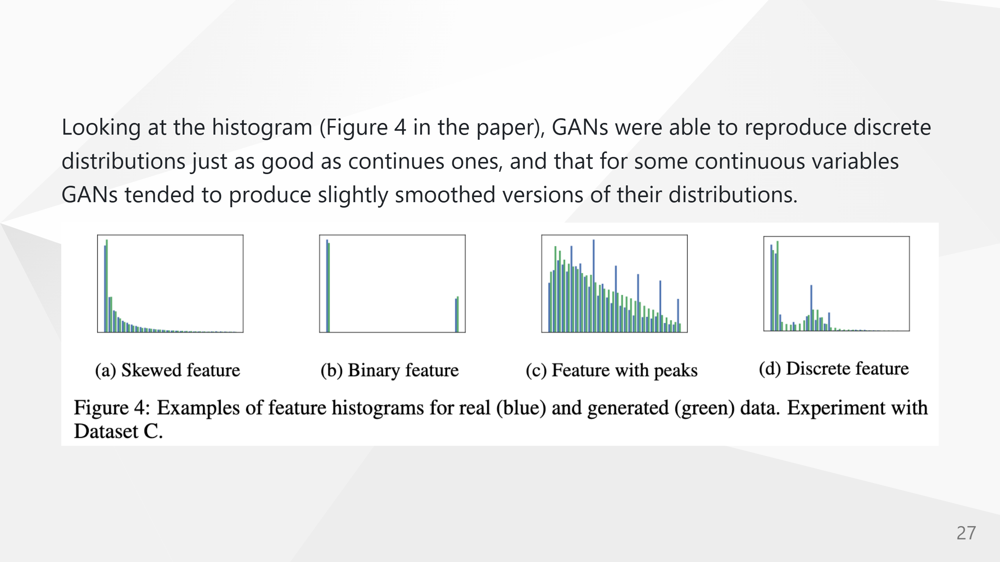 Looking at the histogram (Figure 4 in the paper), GANs were able to reproduce discrete
distributions just as good as continues ones, and that for some continuous variables
GANs tended to produce slightly smoothed versions of their distributions.
(a) Skewed feature
(b) Binary feature
(c) Feature with peaks
(d) Discrete feature
Figure 4: Examples of feature histograms for real (blue) and generated (green) data. Experiment with
Dataset C.
27